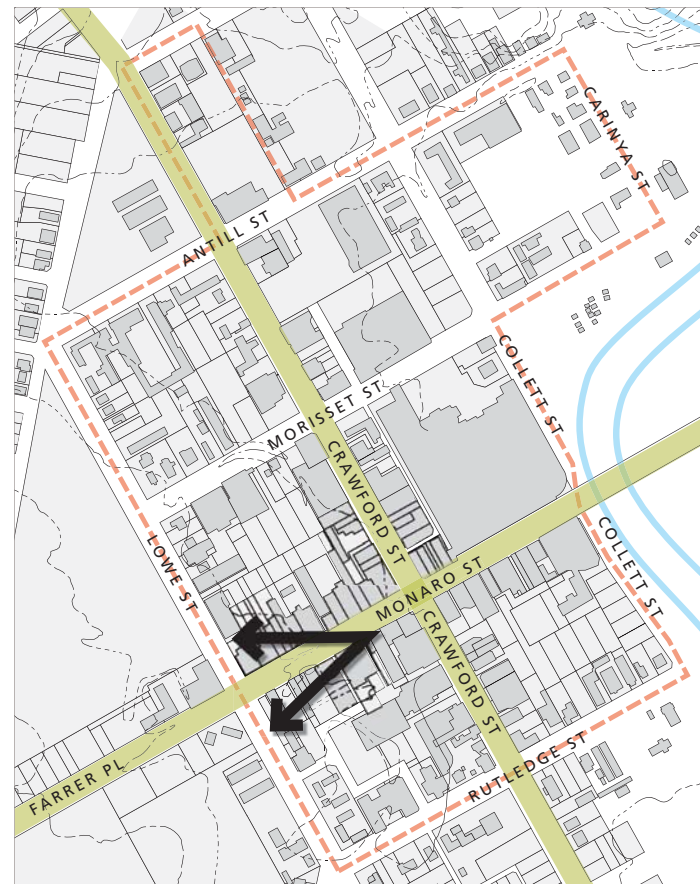 CARINYA ST
ANTILL ST
COLLETT ST
MORISSET ST
CRAWFORD ST
LOWE ST
COLLETT ST
MONARO ST
CRAWFORD ST
RUTLEDGE ST
FARRER PL